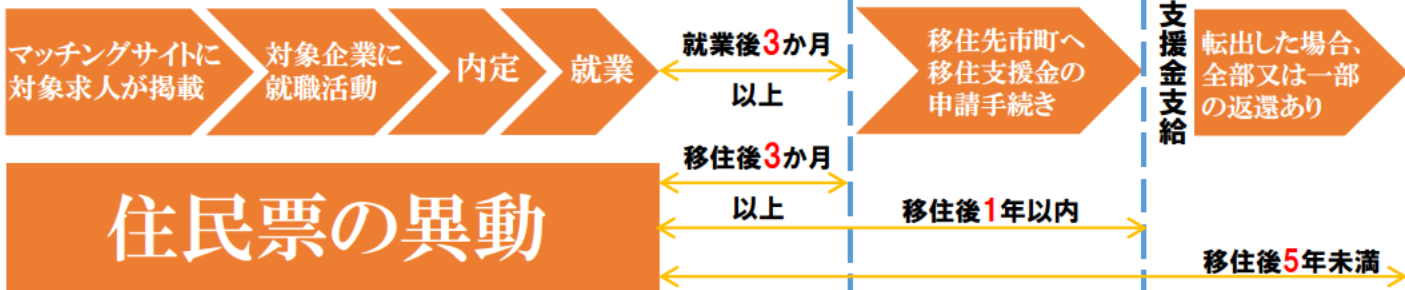 マッチングサイトに
対象求人が掲載
対象企業に
就職活動
内定
就業
就業後3か月
以上
移住先市町へ
移住支援金の
申請手続き
支援金支給
転出した場合、
全部又は一部
の返還あり
住民票の異動
移住後3か月
以上
移住後1年以内
移住後5年未満